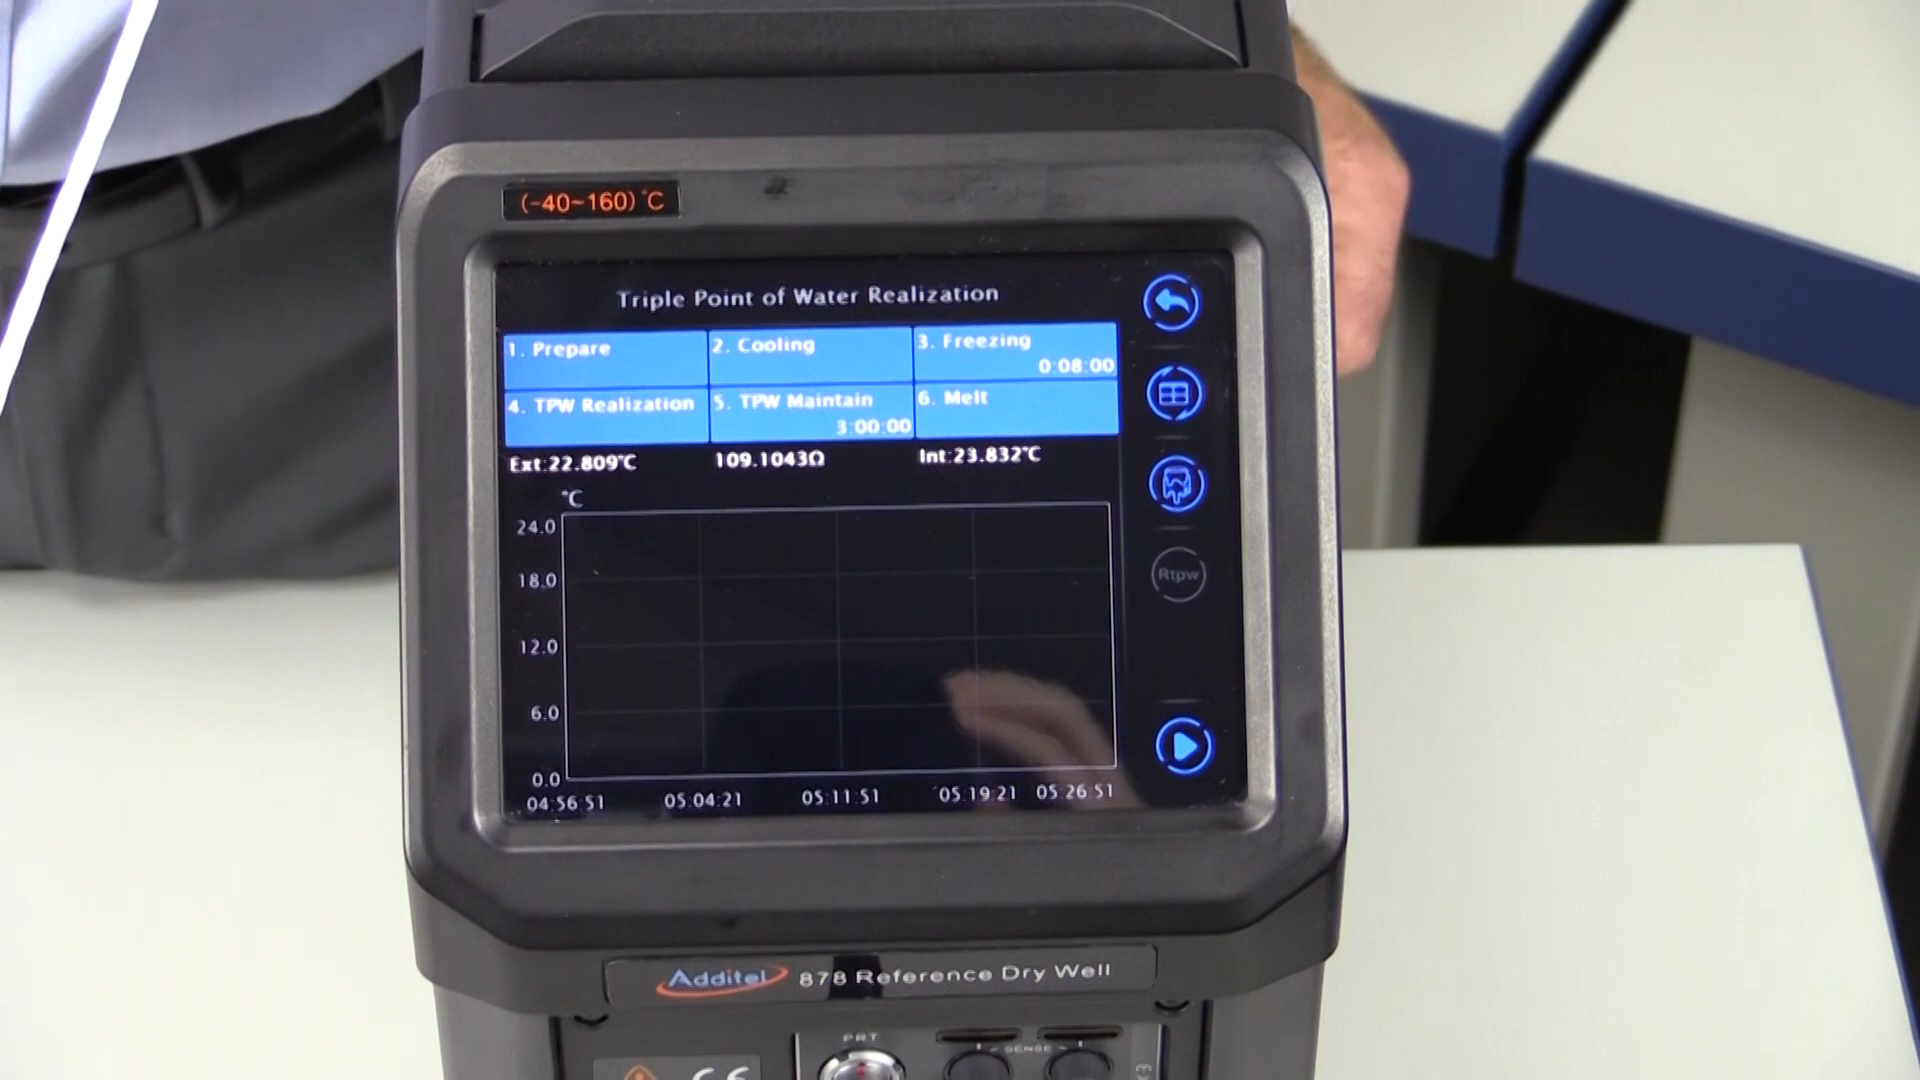 (-40~160)°C
Triple Point of Water Realization
1. Prepare
2. Cooling
3. Freezing
0:08:00
4. TPW Realization
5. TPW Maintain
3:00:00
6. Melt
Ext:22.809℃
109.1043Ω
Int:23.832℃
℃
24.0
18.0
12.0
6.0
0.0
04:56:51
05:04:21
05:11:51
05:19:21
05:26:51
Rtpw
Additel 878 Reference Dry Well
PRT
SENSE
CE